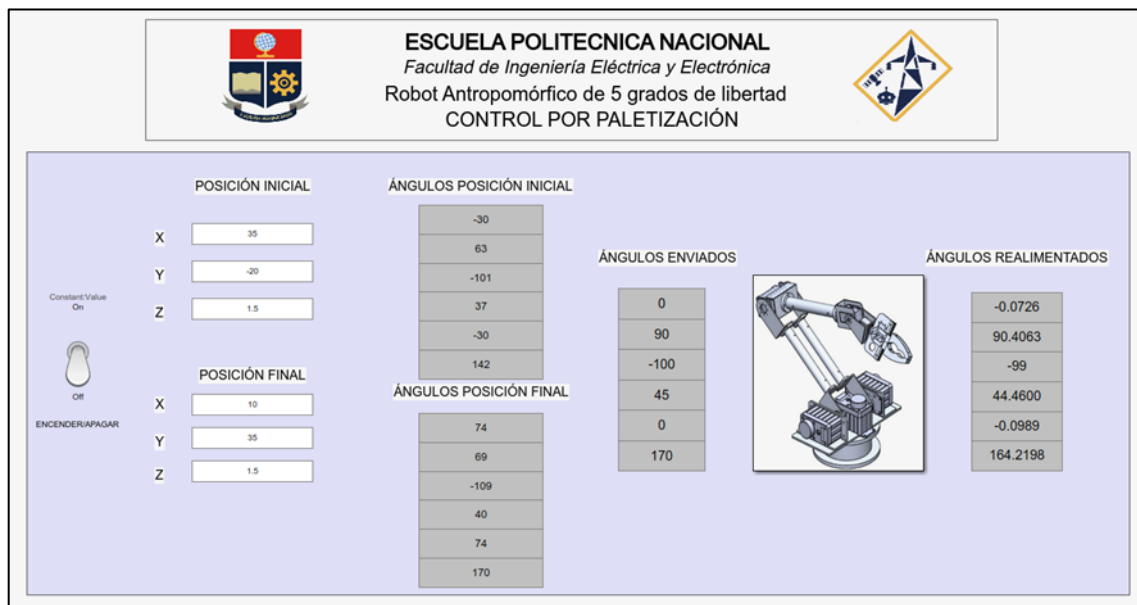 ESCUELA POLITECNICA NACIONAL
Facultad de Ingeniería Eléctrica y Electrónica
Robot Antropomórfico de 5 grados de libertad
CONTROL POR PALETIZACIÓN
POSICIÓN INICIAL
X
35
Y
-20
Z
1.5
Constant:Value
On
Off
ENCENDER/APAGAR
POSICIÓN FINAL
X
10
Y
35
Z
1.5
ÁNGULOS POSICIÓN INICIAL
-30
63
-101
37
-30
142
ÁNGULOS POSICIÓN FINAL
74
69
-109
40
74
170
ÁNGULOS ENVIADOS
0
90
-100
45
0
170
ÁNGULOS REALIMENTADOS
-0.0726
90.4063
-99
44.4600
-0.0989
164.2198